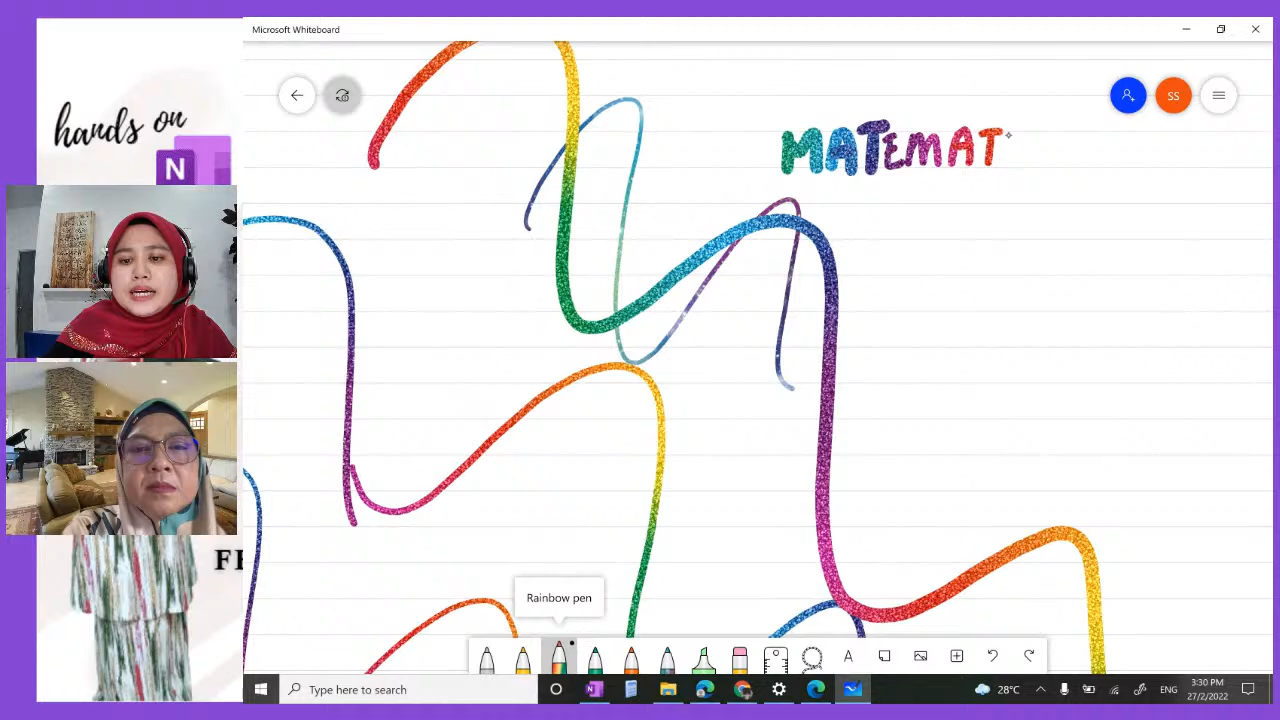 Microsoft Whiteboard
hands on
N
SS
MATEMAT
FE
Rainbow pen
A
Type here to search
28°C
ENG
3:30 PM
27/2/2022